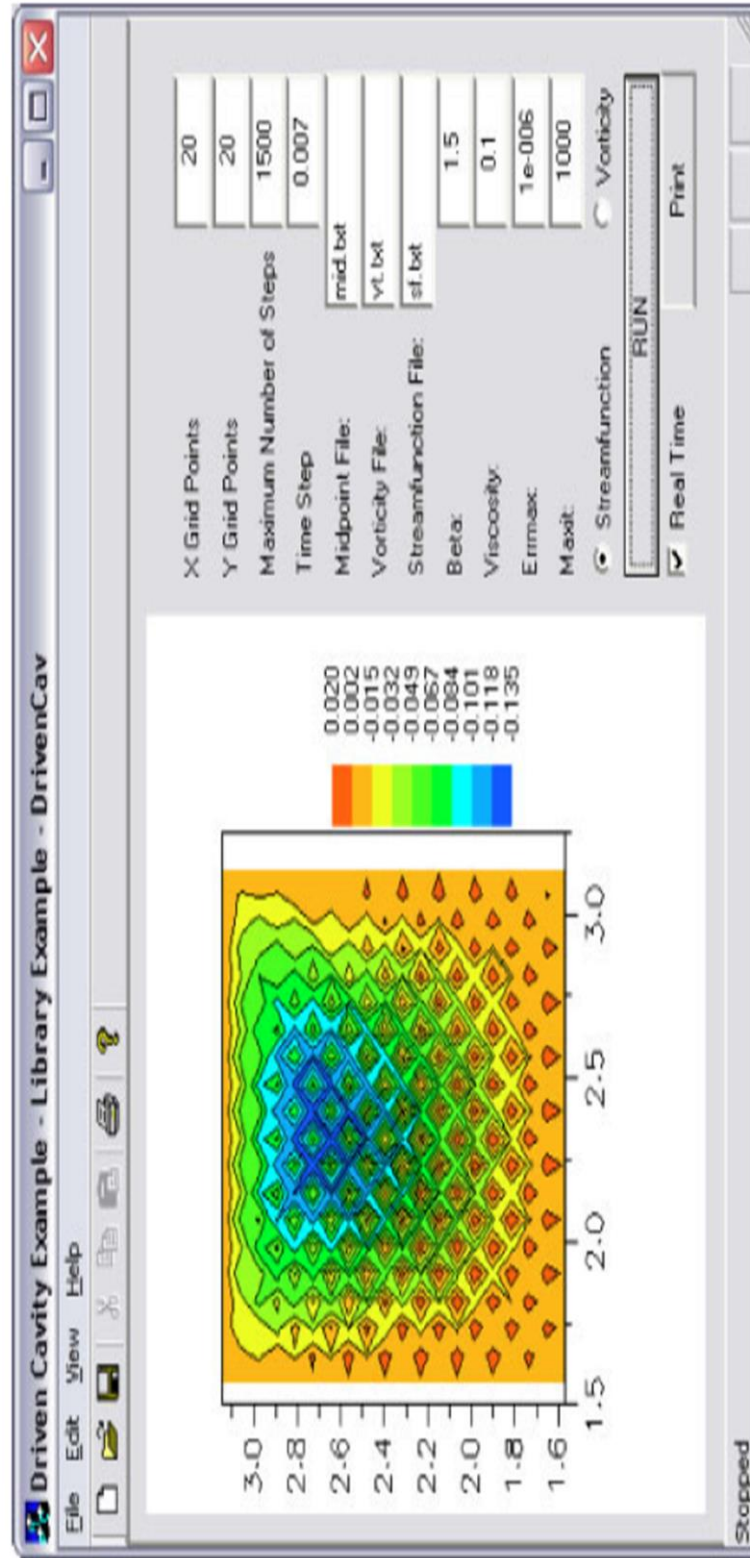 Driven Cavity Example - Library Example - DrivenCav
File Edit View Help
3.0
2.8
2.6
2.4
2.2
2.0
1.8
1.6
1.5 2.0 2.5 3.0
0.020
0.002
-0.015
-0.032
-0.049
-0.067
-0.084
-0.101
-0.118
-0.135
X Grid Points 20
Y Grid Points 20
Maximum Number of Steps 1500
Time Step 0.007
Midpoint File: mid.txt
Vorticity File: vt.txt
Streamfunction File: sf.txt
Beta: 1.5
Viscosity: 0.1
Errmax: 1e-006
Maxit: 1000
Streamfunction Vorticity
RUN
Real Time Print
Stopped